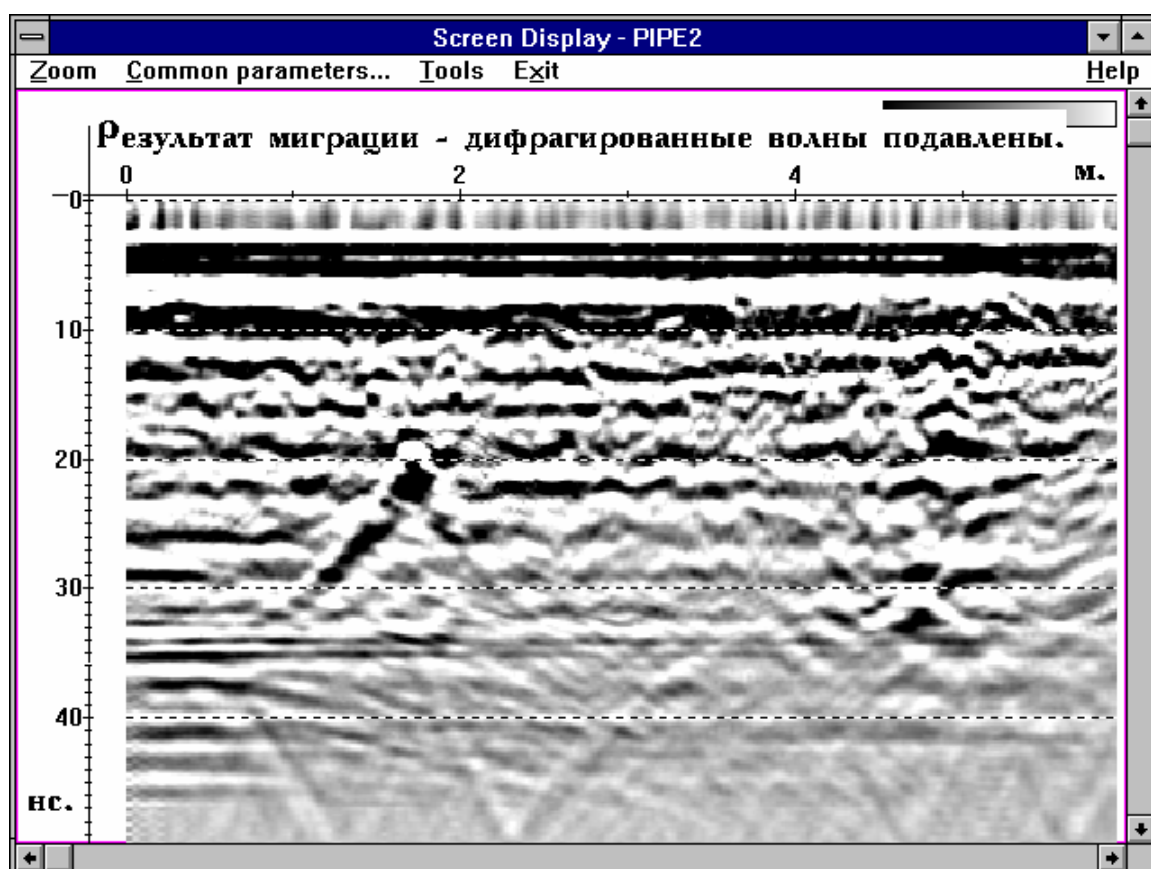 Screen Display - PIPE2
Zoom Common parameters... Tools Exit Help
Результат миграции - дифрагированные волны подавлены.
0 2 4 м.
0
10
20
30
40
нс.